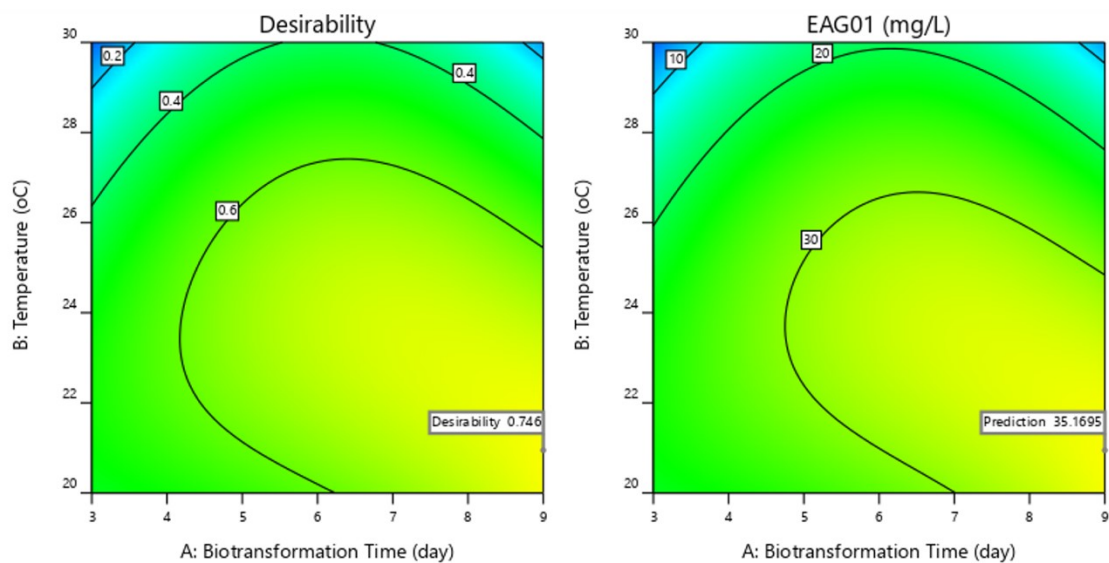 Desirability
30
28
26
24
22
20
B: Temperature (oC)
0.2
0.4
0.4
0.6
Desirability 0.746
3 4 5 6 7 8 9
A: Biotransformation Time (day)
EAG01 (mg/L)
30
28
26
24
22
20
B: Temperature (oC)
10
20
30
Prediction 35.1695
3 4 5 6 7 8 9
A: Biotransformation Time (day)